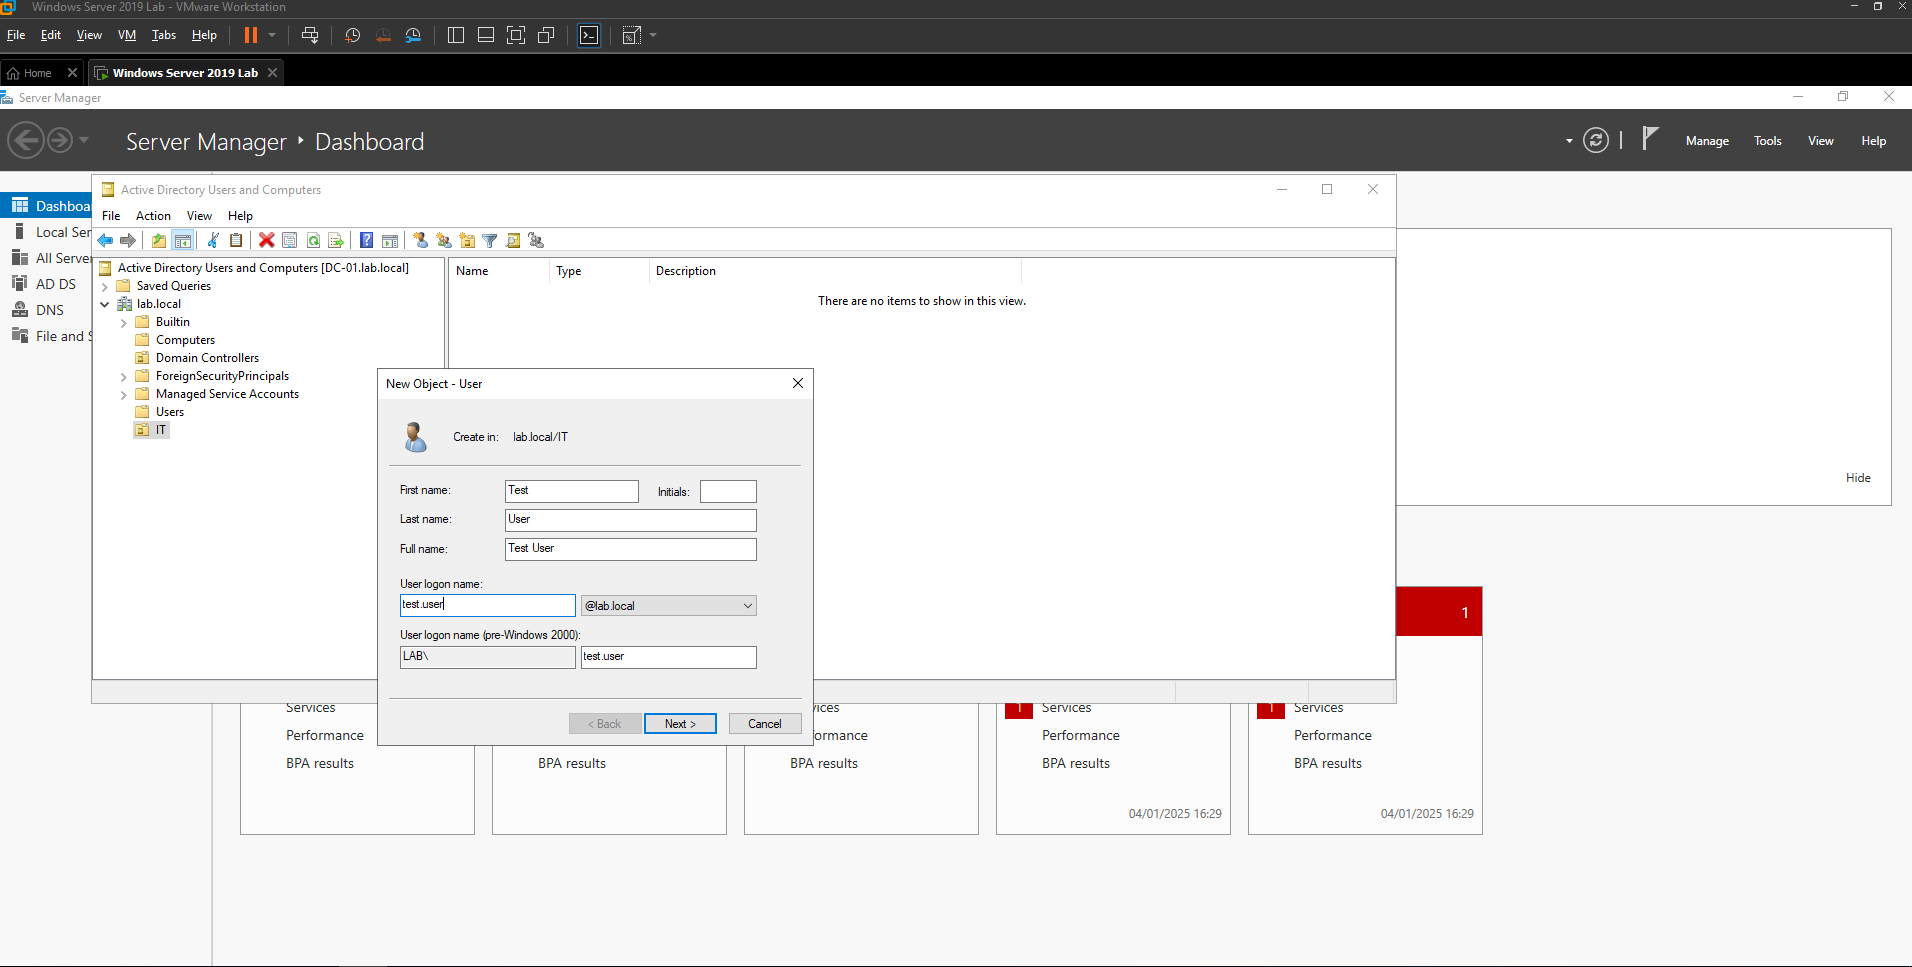 Windows Server 2019 Lab - VMware Workstation
File Edit View VM Tabs Help
Home Windows Server 2019 Lab
Server Manager
Server Manager Dashboard Manage Tools View Help
Active Directory Users and Computers
File Action View Help
Dashboa
Local Ser
All Server
AD DS
DNS
File and S
Active Directory Users and Computers [DC-01.lab.local]
Saved Queries
lab.local
Builtin
Computers
Domain Controllers
ForeignSecurityPrincipals
Managed Service Accounts
Users
IT
Name Type Description
There are no items to show in this view.
New Object - User
Create in: lab.local/IT
First name: Test Initials:
Last name: User
Full name: Test User
User logon name:
test.user @lab.local
User logon name (pre-Windows 2000):
LAB\ test.user
< Back Next > Cancel
Hide
1
Services
Performance
BPA results
BPA results
vices
ormance
BPA results
1 Services
Performance
BPA results
04/01/2025 16:29
1 Services
Performance
BPA results
04/01/2025 16:29